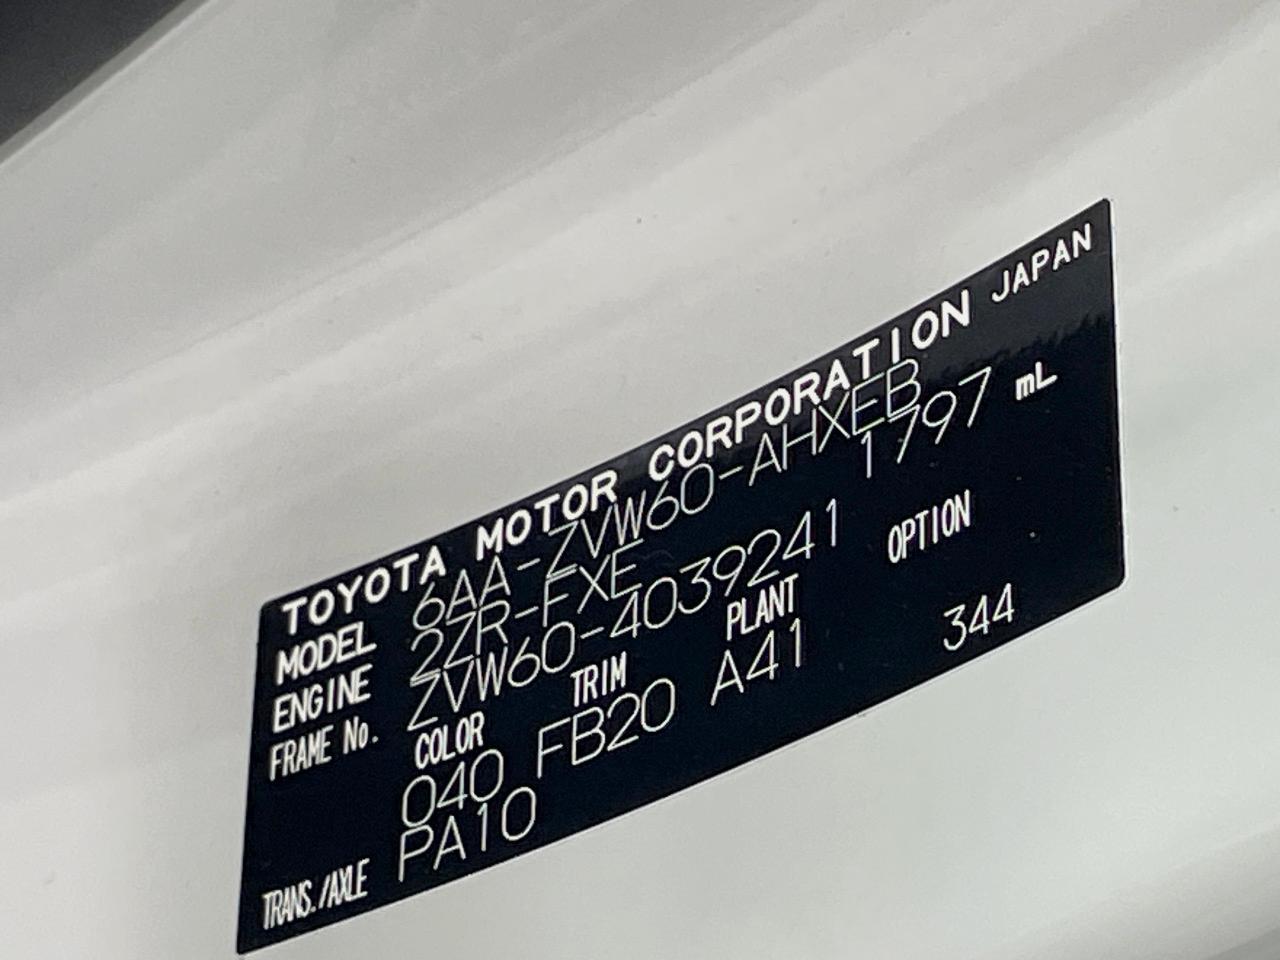 TOYOTA MOTOR CORPORATION JAPAN
MODEL 6AA-ZVW60-AHXEB
ENGINE 2ZR-FXE 1797 mL
FRAME No. ZVW60-4039241
COLOR TRIM PLANT OPTION
040 FB20 A41 344
TRANS./AXLE PA10